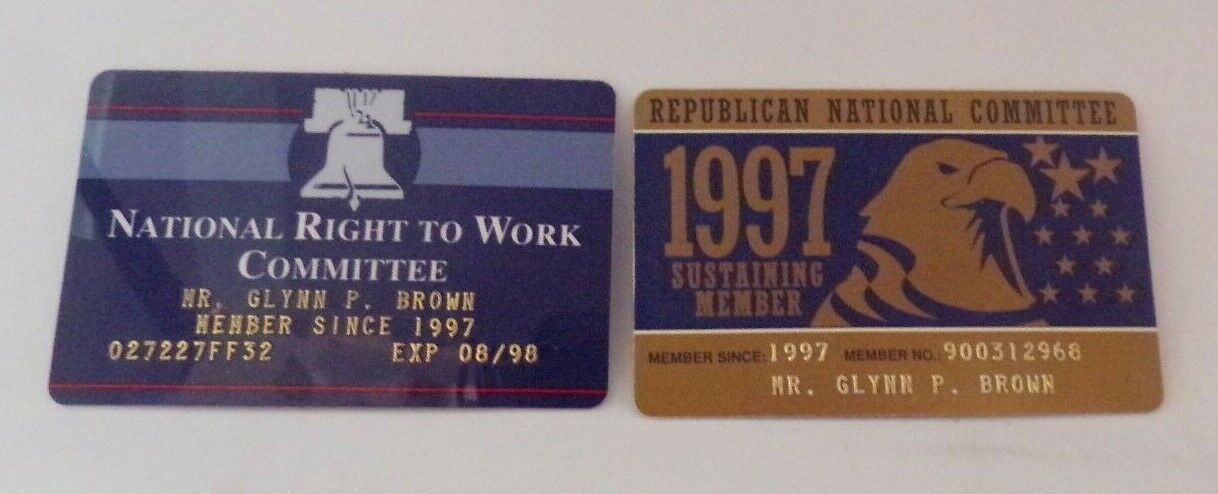 NATIONAL RIGHT TO WORK
COMMITTEE
MR. GLYNN P. BROWN
MEMBER SINCE 1997
027227FF32 EXP 08/98
REPUBLICAN NATIONAL COMMITTEE
1997
SUSTAINING
MEMBER
MEMBER SINCE: 1997 MEMBER NO.: 900312968
MR. GLYNN P. BROWN